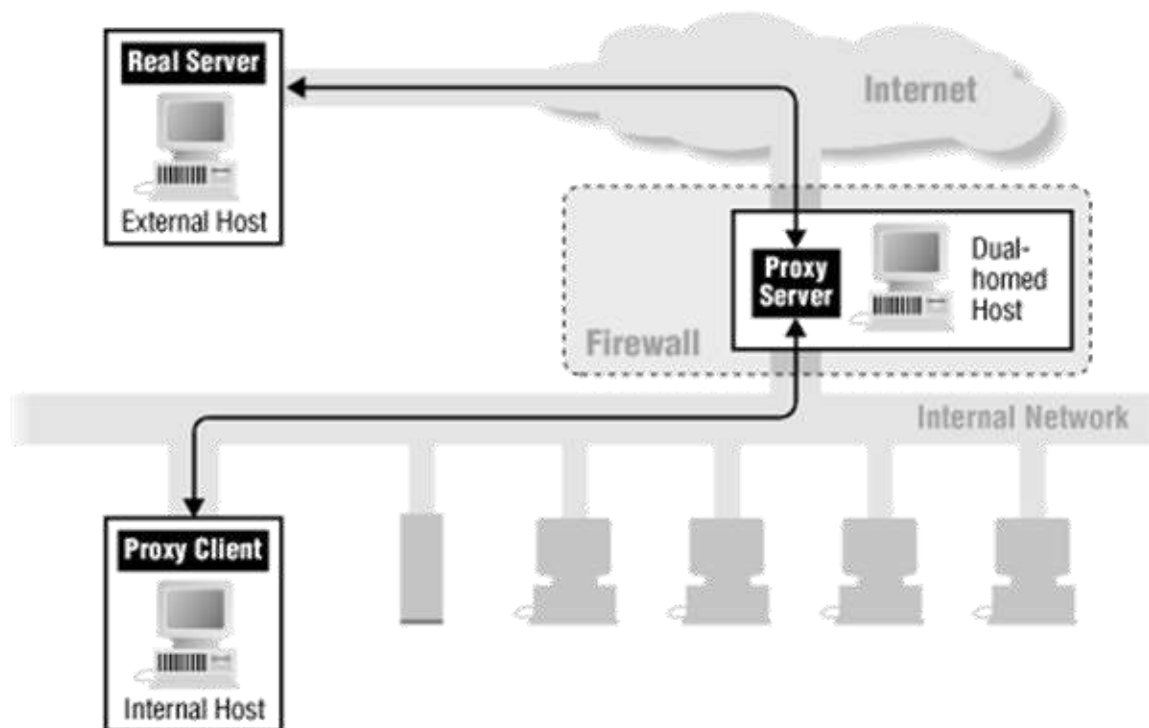 Real Server
External Host
Internet
Proxy
Server
Dual-
homed
Host
Firewall
Internal Network
Proxy Client
Internal Host